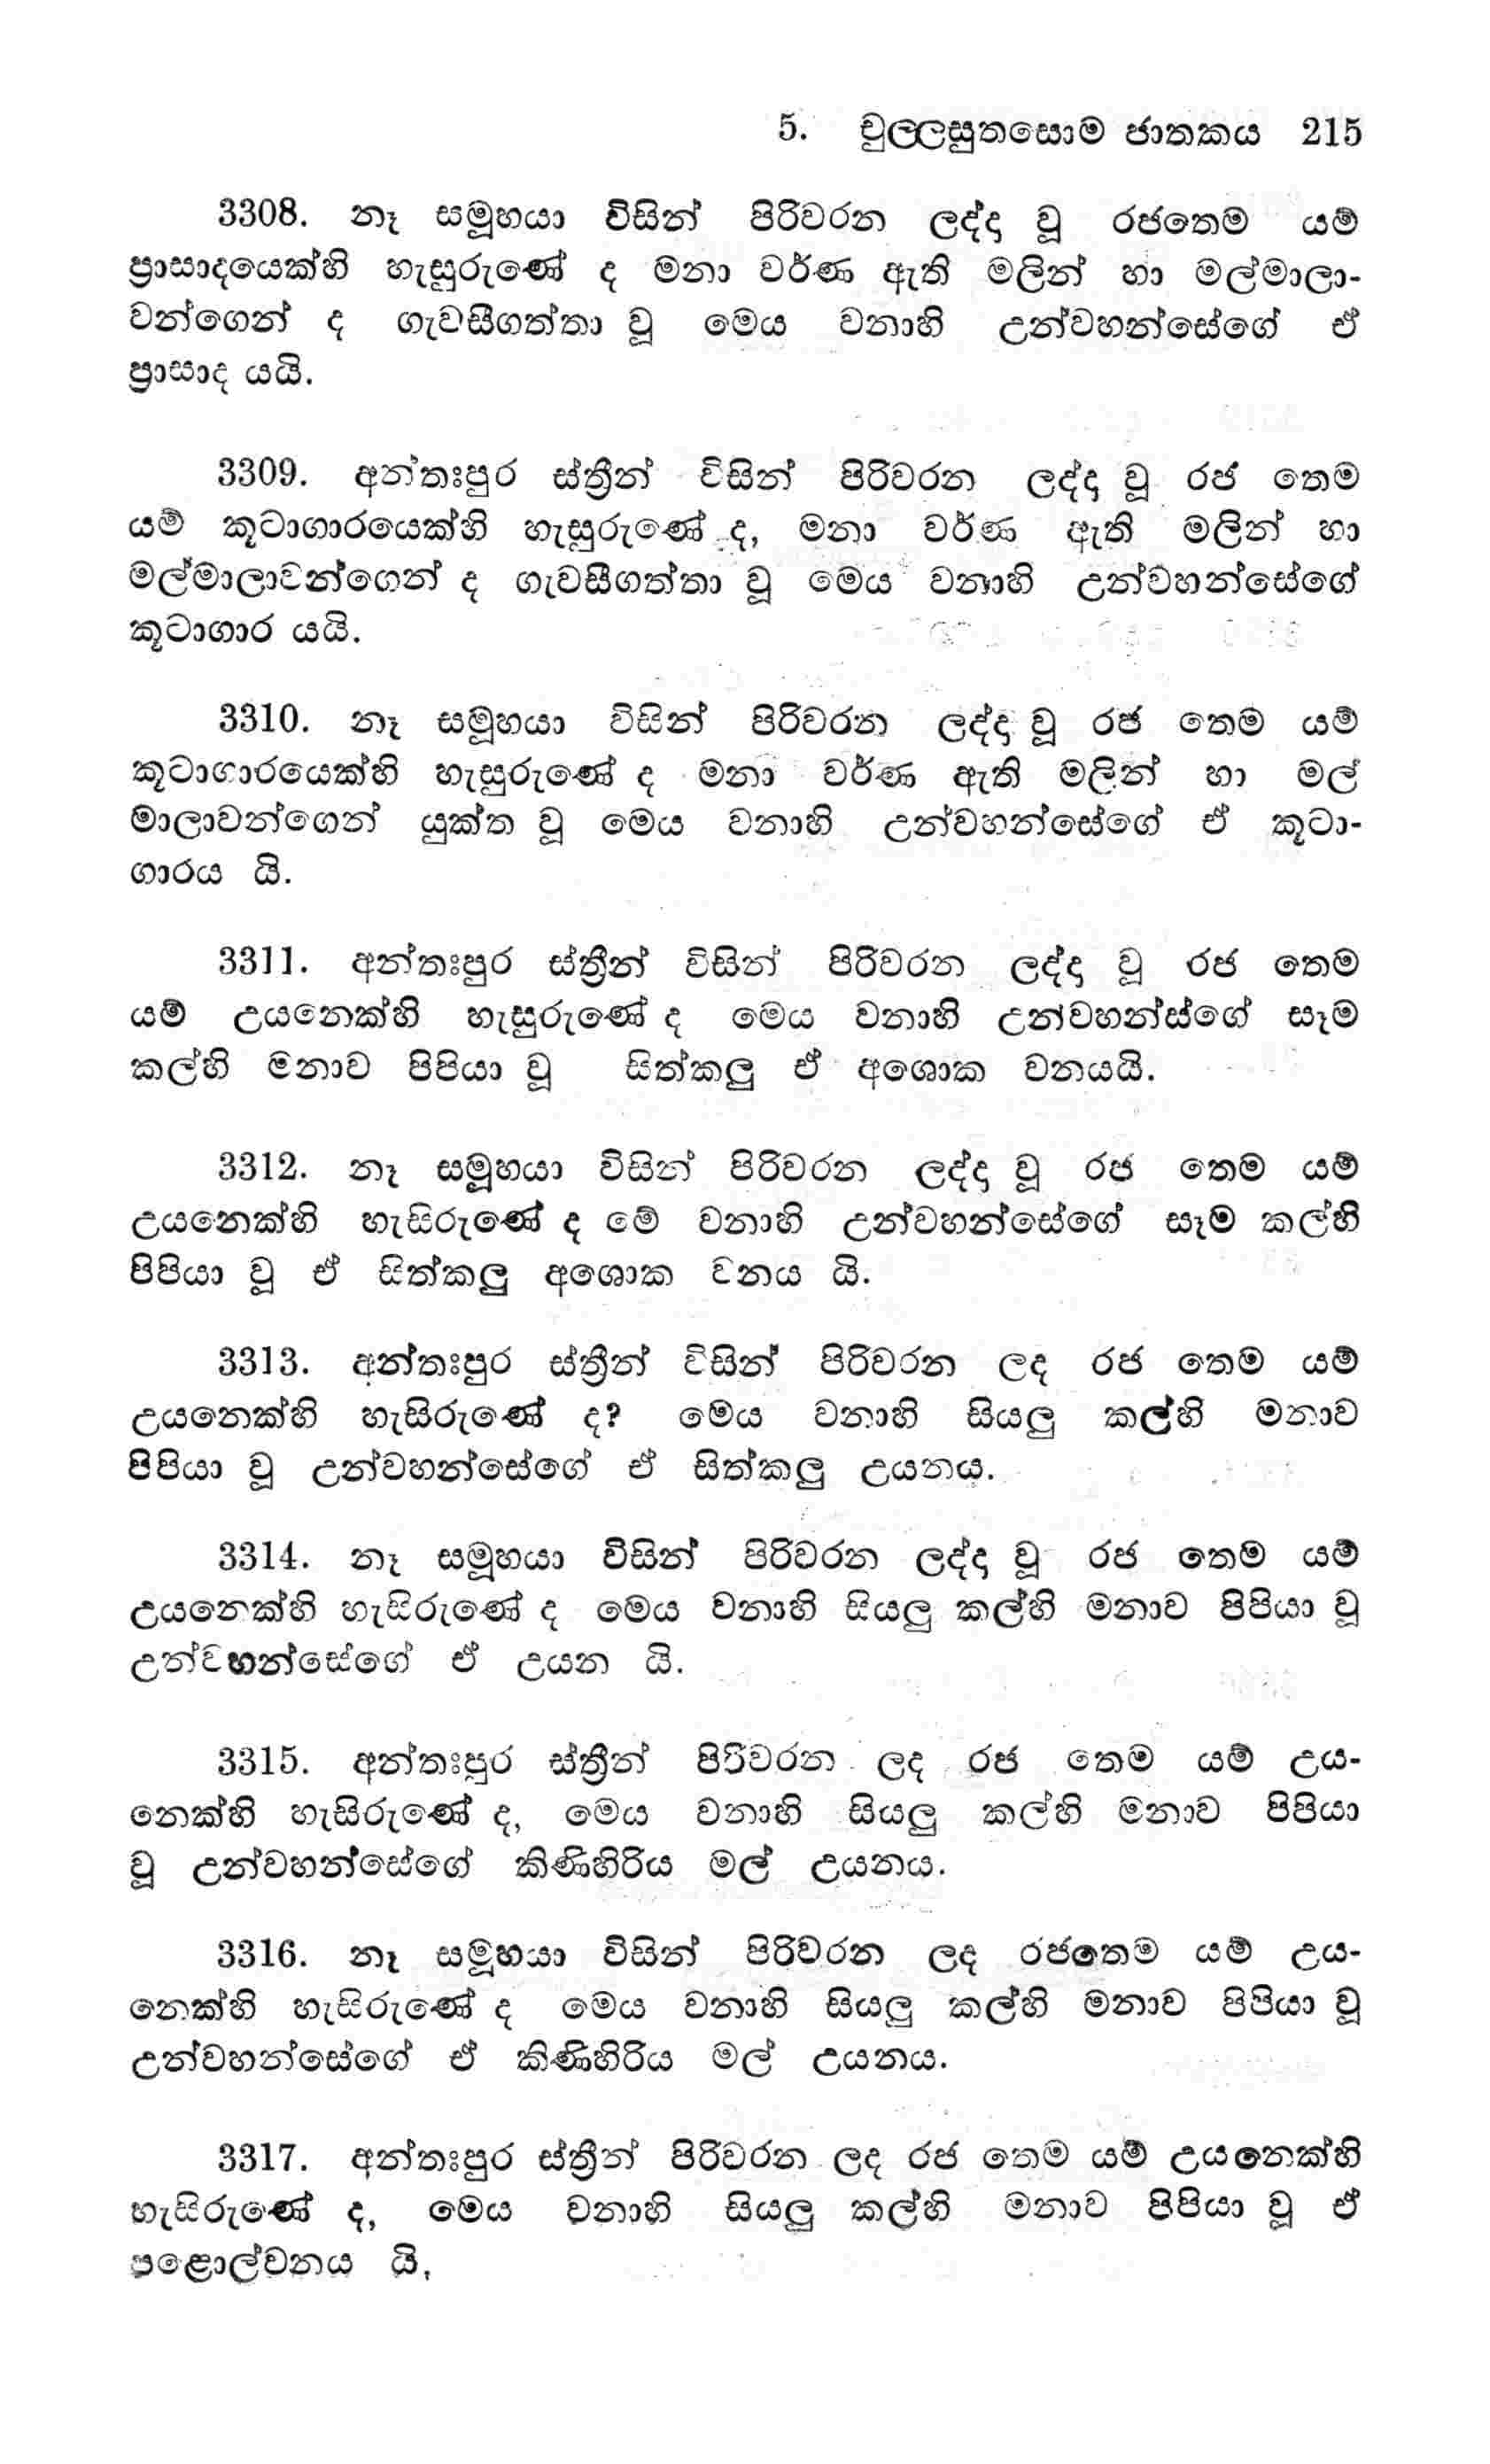 5. චුල්ලසුතසොම ජාතකය 215
3308. නෑ සමූහයා විසින් පිරිවරන ලද්ද වූ රජතෙම යම්
ප්‍රාසාදයෙක්හි හැසුරුණේ ද මනා වර්ණ ඇති මලින් හා මල්මාලා-
වන්ගෙන් ද ගැවසීගත්තා වූ මෙය වනාහි උන්වහන්සේගේ ඒ
ප්‍රාසාද යයි.
3309. අන්තඃපුර ස්ත්‍රීන් විසින් පිරිවරන ලද්ද වූ රජ තෙම
යම් කූටාගාරයෙක්හි හැසුරුණේ ද, මනා වර්ණ ඇති මලින් හා
මල්මාලාවන්ගෙන් ද ගැවසීගත්තා වූ මෙය වනාහි උන්වහන්සේගේ
කූටාගාර යයි.
3310. නෑ සමූහයා විසින් පිරිවරන ලද්ද වූ රජ තෙම යම්
කූටාගාරයෙක්හි හැසුරුණේ ද මනා වර්ණ ඇති මලින් හා මල්
මාලාවන්ගෙන් යුක්ත වූ මෙය වනාහි උන්වහන්සේගේ ඒ කූටා-
ගාරය යි.
3311. අන්තඃපුර ස්ත්‍රීන් විසින් පිරිවරන ලද්ද වූ රජ තෙම
යම් උයනෙක්හි හැසුරුණේ ද මෙය වනාහි උන්වහන්ස්ගේ සෑම
කල්හි මනාව පිපියා වූ සිත්කලු ඒ අශොක වනයයි.
3312. නෑ සමූහයා විසින් පිරිවරන ලද්ද වූ රජ තෙම යම්
උයනෙක්හි හැසිරුණේ ද මේ වනාහි උන්වහන්සේගේ සෑම කල්හි
පිපියා වූ ඒ සිත්කලු අශොක වනය යි.
3313. අන්තඃපුර ස්ත්‍රීන් විසින් පිරිවරන ලද රජ තෙම යම්
උයනෙක්හි හැසිරුණේ ද? මෙය වනාහි සියලු කල්හි මනාව
පිපියා වූ උන්වහන්සේගේ ඒ සිත්කලු උයනය.
3314. නෑ සමූහයා විසින් පිරිවරන ලද්ද වූ රජ තෙම යම්
උයනෙක්හි හැසිරුණේ ද මෙය වනාහි සියලු කල්හි මනාව පිපියා වූ
උන්වහන්සේගේ ඒ උයන යි.
3315. අන්තඃපුර ස්ත්‍රීන් පිරිවරන ලද රජ තෙම යම් උය-
නෙක්හි හැසිරුණේ ද, මෙය වනාහි සියලු කල්හි මනාව පිපියා
වූ උන්වහන්සේගේ කිණිහිරිය මල් උයනය.
3316. නෑ සමූහයා විසින් පිරිවරන ලද රජතෙම යම් උය-
නෙක්හි හැසිරුණේ ද මෙය වනාහි සියලු කල්හි මනාව පිපියා වූ
උන්වහන්සේගේ ඒ කිණිහිරිය මල් උයනය.
3317. අන්තඃපුර ස්ත්‍රීන් පිරිවරන ලද රජ තෙම යම් උයනෙක්හි
හැසිරුණේ ද, මෙය වනාහි සියලු කල්හි මනාව පිපියා වූ ඒ
පළොල්වනය යි,